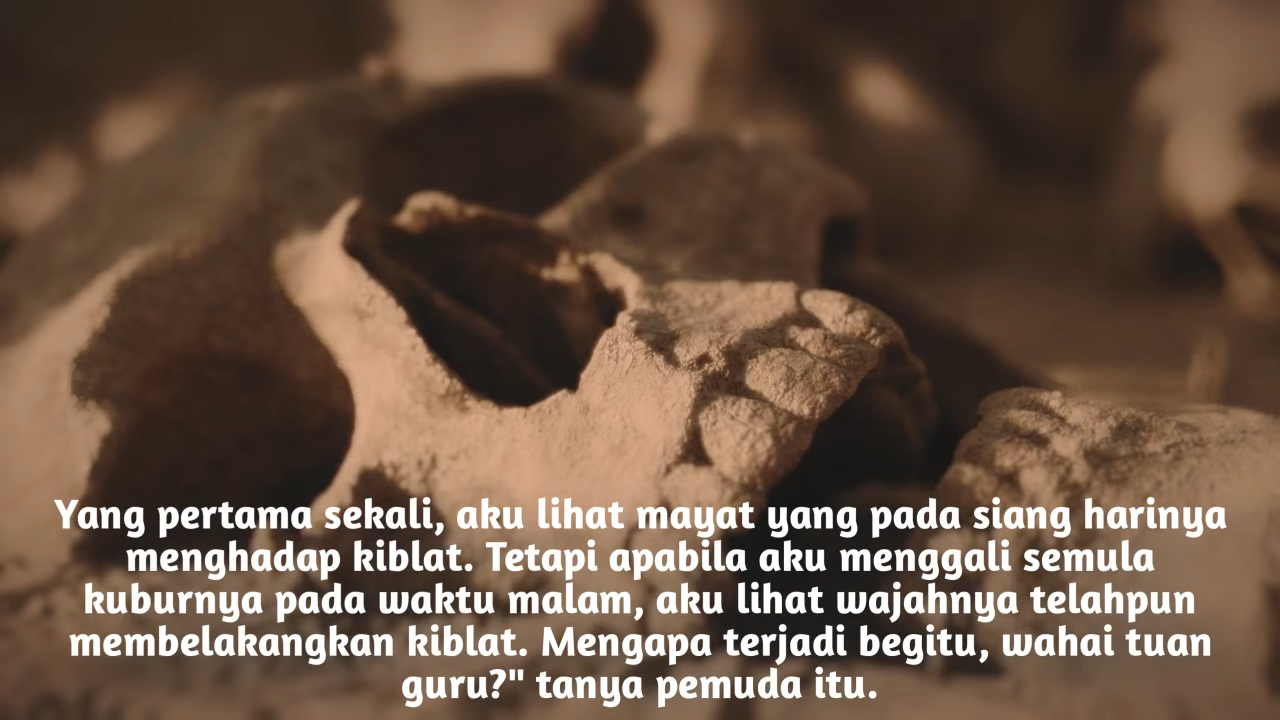 Yang pertama sekali, aku lihat mayat yang pada siang harinya
menghadap kiblat. Tetapi apabila aku menggali semula
kuburnya pada waktu malam, aku lihat wajahnya telahpun
membelakangkan kiblat. Mengapa terjadi begitu, wahai tuan
guru?" tanya pemuda itu.